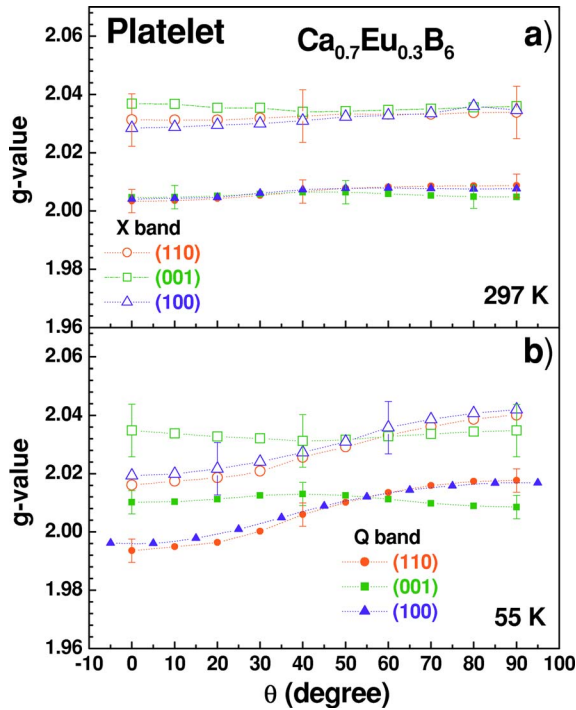 Platelet Ca0.7Eu0.3B6 a)
2.06
2.04
2.02
2.00
1.98
1.96
g-value
X band
(110)
(001)
(100)
297 K
b)
2.06
2.04
2.02
2.00
1.98
1.96
g-value
Q band
(110)
(001)
(100)
55 K
-10 0 10 20 30 40 50 60 70 80 90 100
θ (degree)